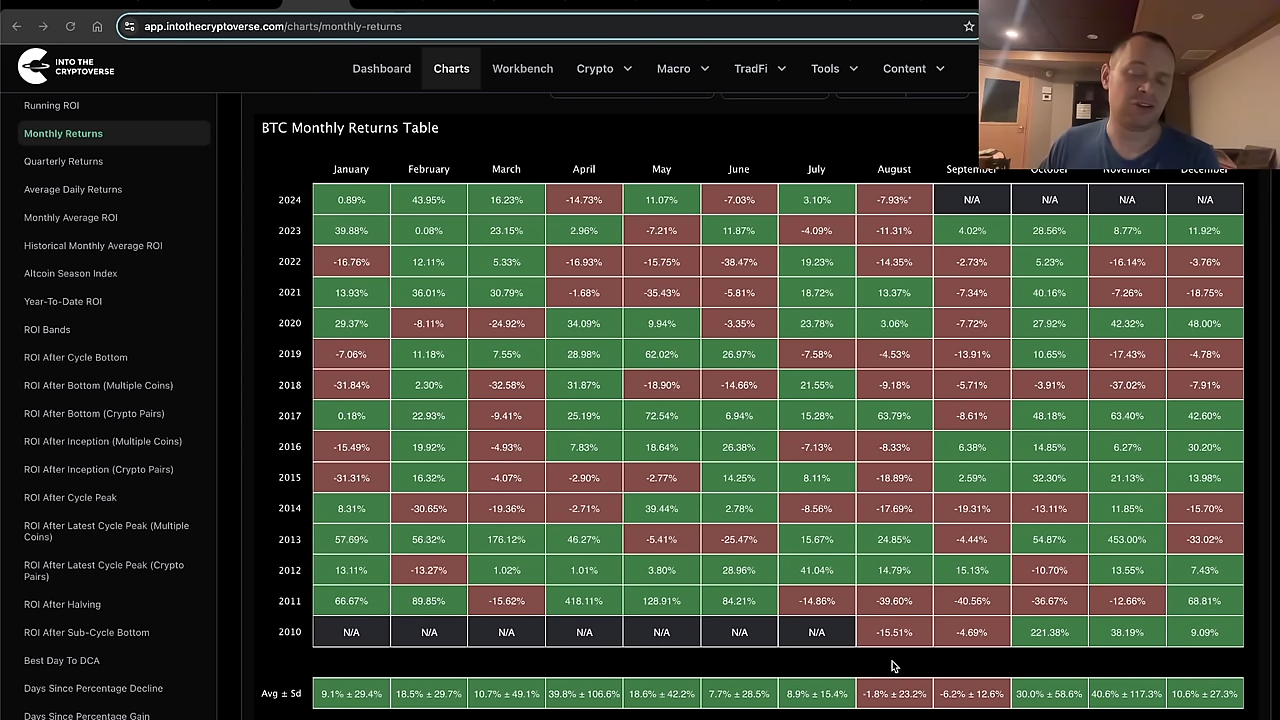 app.intothecryptoverse.com/charts/monthly-returns
INTO THE
CRYPTOVERSE
Dashboard Charts Workbench Crypto Macro TradFi Tools Content
Running ROI
Monthly Returns
Quarterly Returns
Average Daily Returns
Monthly Average ROI
Historical Monthly Average ROI
Altcoin Season Index
Year-To-Date ROI
ROI Bands
ROI After Cycle Bottom
ROI After Bottom (Multiple Coins)
ROI After Bottom (Crypto Pairs)
ROI After Inception (Multiple Coins)
ROI After Inception (Crypto Pairs)
ROI After Cycle Peak
ROI After Latest Cycle Peak (Multiple
Coins)
ROI After Latest Cycle Peak (Crypto
Pairs)
ROI After Halving
ROI After Sub-Cycle Bottom
Best Day To DCA
Days Since Percentage Decline
Days Since Percentage Gain
BTC Monthly Returns Table
January February March April May June July August September October November December
2024 0.89% 43.95% 16.23% -14.73% 11.07% -7.03% 3.10% -7.93%* N/A N/A N/A N/A
2023 39.88% 0.08% 23.15% 2.96% -7.21% 11.87% -4.09% -11.31% 4.02% 28.56% 8.77% 11.92%
2022 -16.76% 12.11% 5.33% -16.93% -15.75% -38.47% 19.23% -14.35% -2.73% 5.23% -16.14% -3.76%
2021 13.93% 36.01% 30.79% -1.68% -35.43% -5.81% 18.72% 13.37% -7.34% 40.16% -7.26% -18.75%
2020 29.37% -8.11% -24.92% 34.09% 9.94% -3.35% 23.78% 3.06% -7.72% 27.92% 42.32% 48.00%
2019 -7.06% 11.18% 7.55% 28.98% 62.02% 26.97% -7.58% -4.53% -13.91% 10.65% -17.43% -4.78%
2018 -31.84% 2.30% -32.58% 31.87% -18.90% -14.66% 21.55% -9.18% -5.71% -3.91% -37.02% -7.91%
2017 0.18% 22.93% -9.41% 25.19% 72.54% 6.94% 15.28% 63.79% -8.61% 48.18% 63.40% 42.60%
2016 -15.49% 19.92% -4.93% 7.83% 18.64% 26.38% -7.13% -8.33% 6.38% 14.85% 6.27% 30.20%
2015 -31.31% 16.32% -4.07% -2.90% -2.77% 14.25% 8.11% -18.89% 2.59% 32.30% 21.13% 13.98%
2014 8.31% -30.65% -19.36% -2.71% 39.44% 2.78% -8.56% -17.69% -19.31% -13.11% 11.85% -15.70%
2013 57.69% 56.32% 176.12% 46.27% -5.41% -25.47% 15.67% 24.85% -4.44% 54.87% 453.00% -33.02%
2012 13.11% -13.27% 1.02% 1.01% 3.80% 28.96% 41.04% 14.79% 15.13% -10.70% 13.55% 7.43%
2011 66.67% 89.85% -15.62% 418.11% 128.91% 84.21% -14.86% -39.60% -40.56% -36.67% -12.66% 68.81%
2010 N/A N/A N/A N/A N/A N/A N/A -15.51% -4.69% 221.38% 38.19% 9.09%
Avg ± Sd 9.1% ± 29.4% 18.5% ± 29.7% 10.7% ± 49.1% 39.8% ± 106.6% 18.6% ± 42.2% 7.7% ± 28.5% 8.9% ± 15.4% -1.8% ± 23.2% -6.2% ± 12.6% 30.0% ± 58.6% 40.6% ± 117.3% 10.6% ± 27.3%